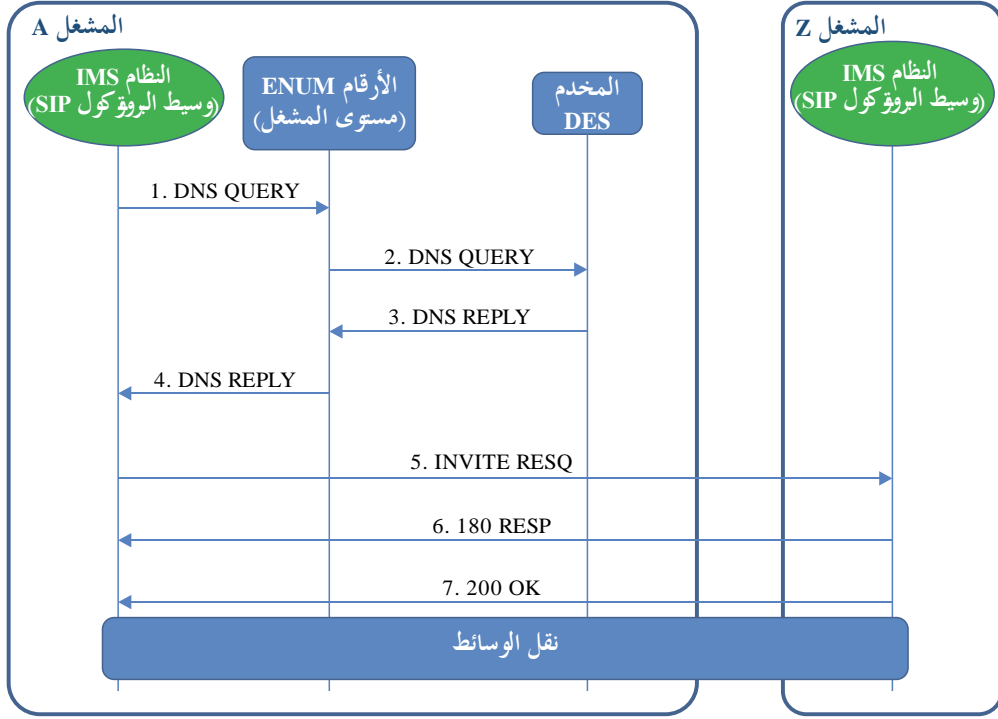 المشغل A
المشغل Z
النظام IMS
(وسيط البروتوكول SIP)
الأرقام ENUM
(مستوى المشغل)
المخدم
DES
النظام IMS
(وسيط البروتوكول SIP)
1. DNS QUERY
2. DNS QUERY
3. DNS REPLY
4. DNS REPLY
5. INVITE RESQ
6. 180 RESP
7. 200 OK
نقل الوسائط